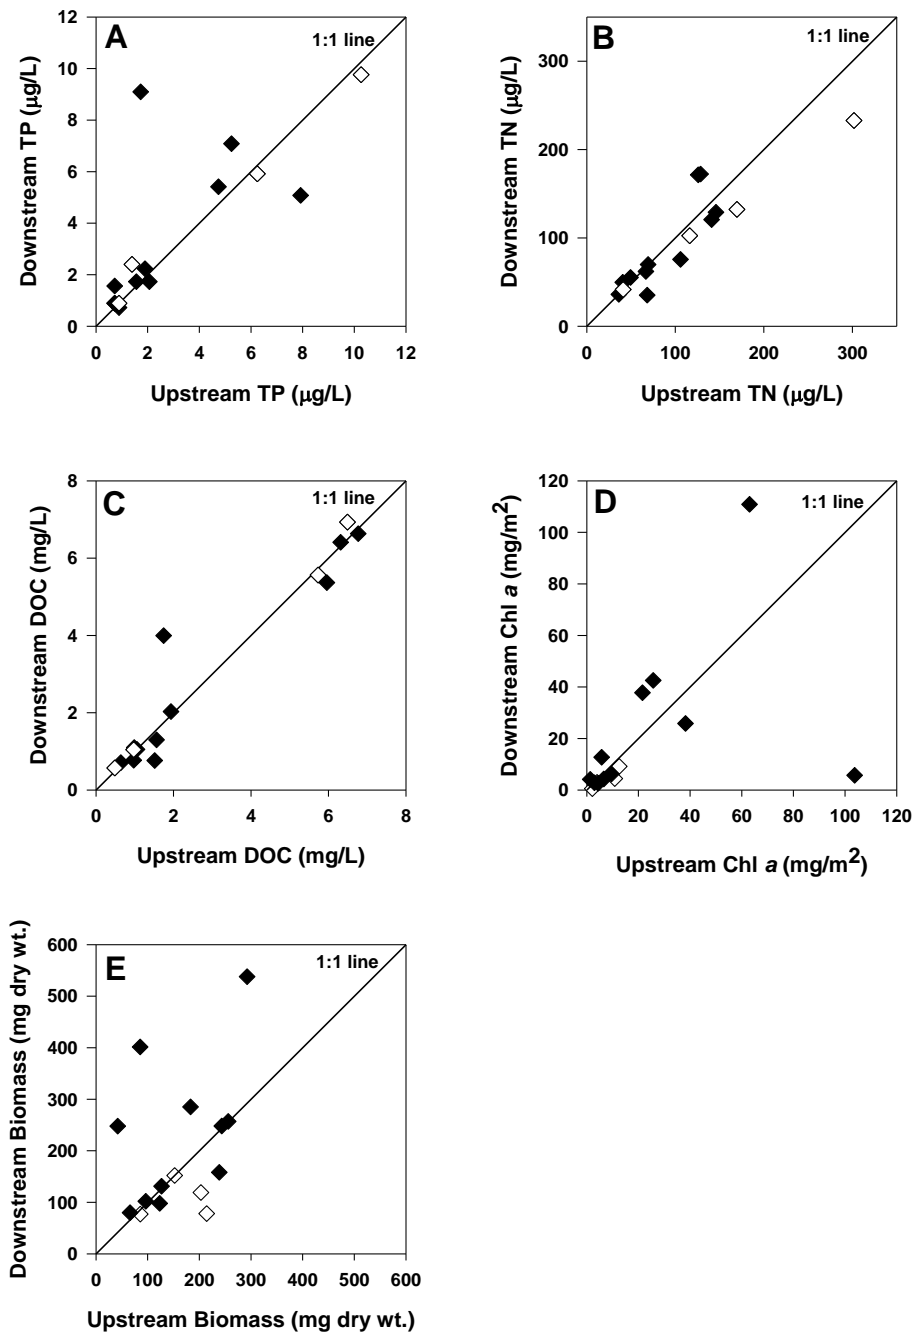 A
1:1 line
Downstream TP (µg/L)
12
10
8
6
4
2
0
0 2 4 6 8 10 12
Upstream TP (µg/L)
B
1:1 line
Downstream TN (µg/L)
300
200
100
0
0 100 200 300
Upstream TN (µg/L)
C
1:1 line
Downstream DOC (mg/L)
8
6
4
2
0
0 2 4 6 8
Upstream DOC (mg/L)
D
1:1 line
Downstream Chl a (mg/m²)
120
100
80
60
40
20
0
0 20 40 60 80 100 120
Upstream Chl a (mg/m²)
E
1:1 line
Downstream Biomass (mg dry wt.)
600
500
400
300
200
100
0
0 100 200 300 400 500 600
Upstream Biomass (mg dry wt.)